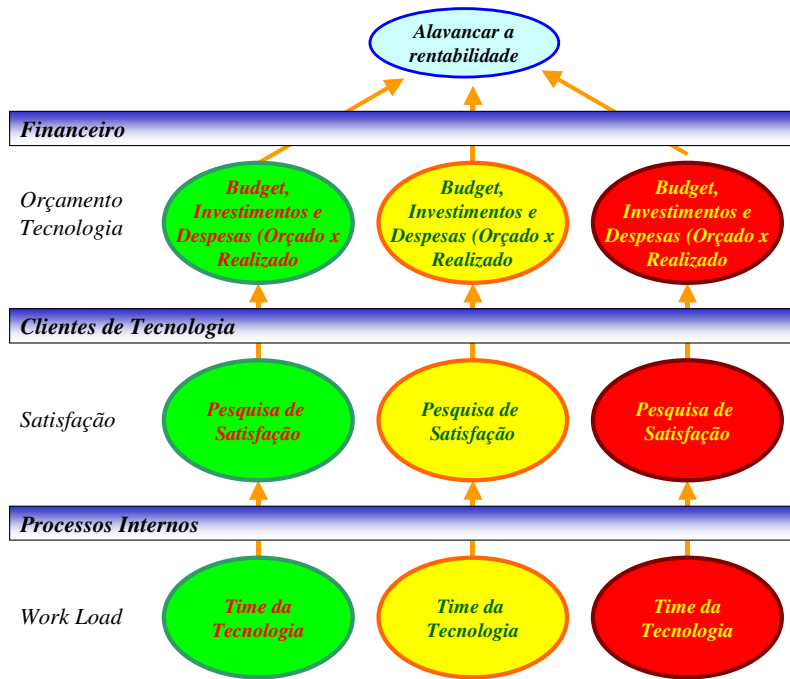 Alavancar a
rentabilidade
Financeiro
Orçamento
Tecnologia
Budget,
Investimentos e
Despesas (Orçado x
Realizado
Budget,
Investimentos e
Despesas (Orçado x
Realizado
Budget,
Investimentos e
Despesas (Orçado x
Realizado
Clientes de Tecnologia
Satisfação
Pesquisa de
Satisfação
Pesquisa de
Satisfação
Pesquisa de
Satisfação
Processos Internos
Work Load
Time da
Tecnologia
Time da
Tecnologia
Time da
Tecnologia